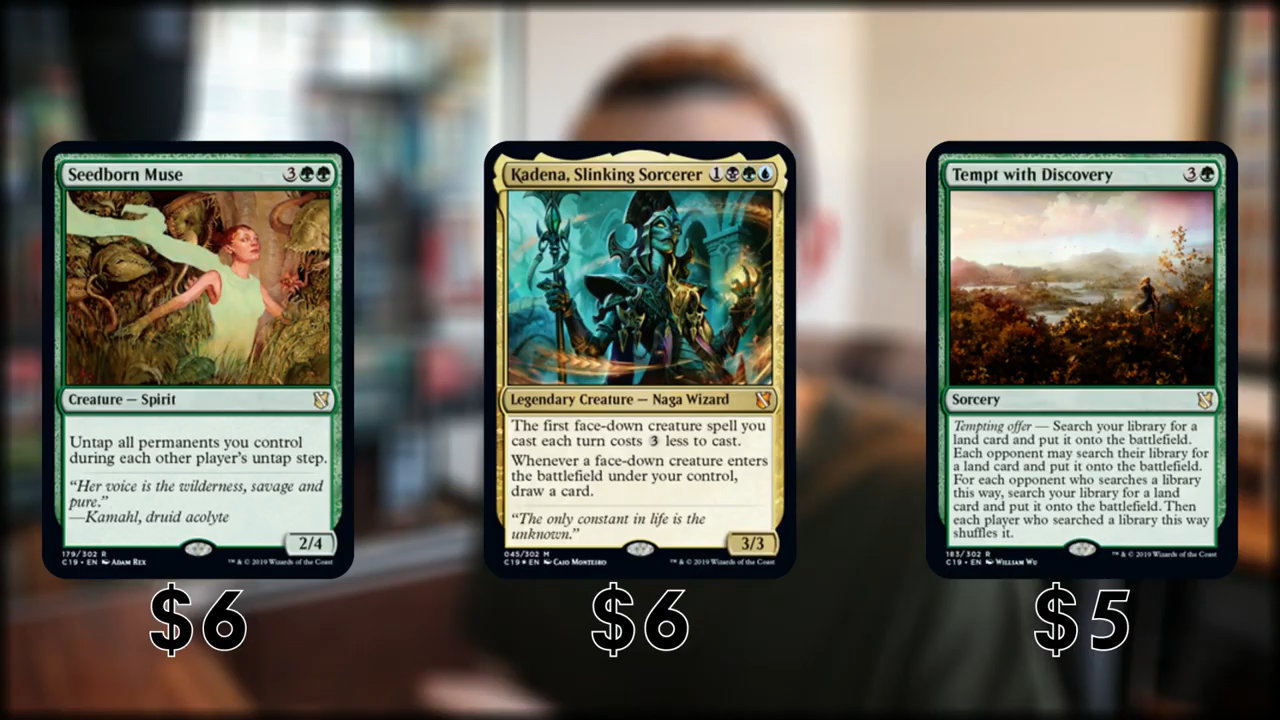 Seedborn Muse 3
Creature — Spirit
Untap all permanents you control
during each other player's untap step.
"Her voice is the wilderness, savage and
pure."
—Kamahl, druid acolyte
2/4
179/302 R
C19 • EN ADAM REX
™ & © 2019 Wizards of the Coast
$6
Kadena, Slinking Sorcerer 1
Legendary Creature — Naga Wizard
The first face-down creature spell you
cast each turn costs 3 less to cast.
Whenever a face-down creature enters
the battlefield under your control,
draw a card.
"The only constant in life is the
unknown."
3/3
045/302 M
C19 ★ EN CAIO MONTEIRO
™ & © 2019 Wizards of the Coast
$6
Tempt with Discovery 3
Sorcery
Tempting offer — Search your library for a
land card and put it onto the battlefield.
Each opponent may search their library for
a land card and put it onto the battlefield.
For each opponent who searches a library
this way, search your library for a land
card and put it onto the battlefield. Then
each player who searched a library this way
shuffles it.
183/302 R
C19 • EN WILLIAM WU
™ & © 2019 Wizards of the Coast
$5